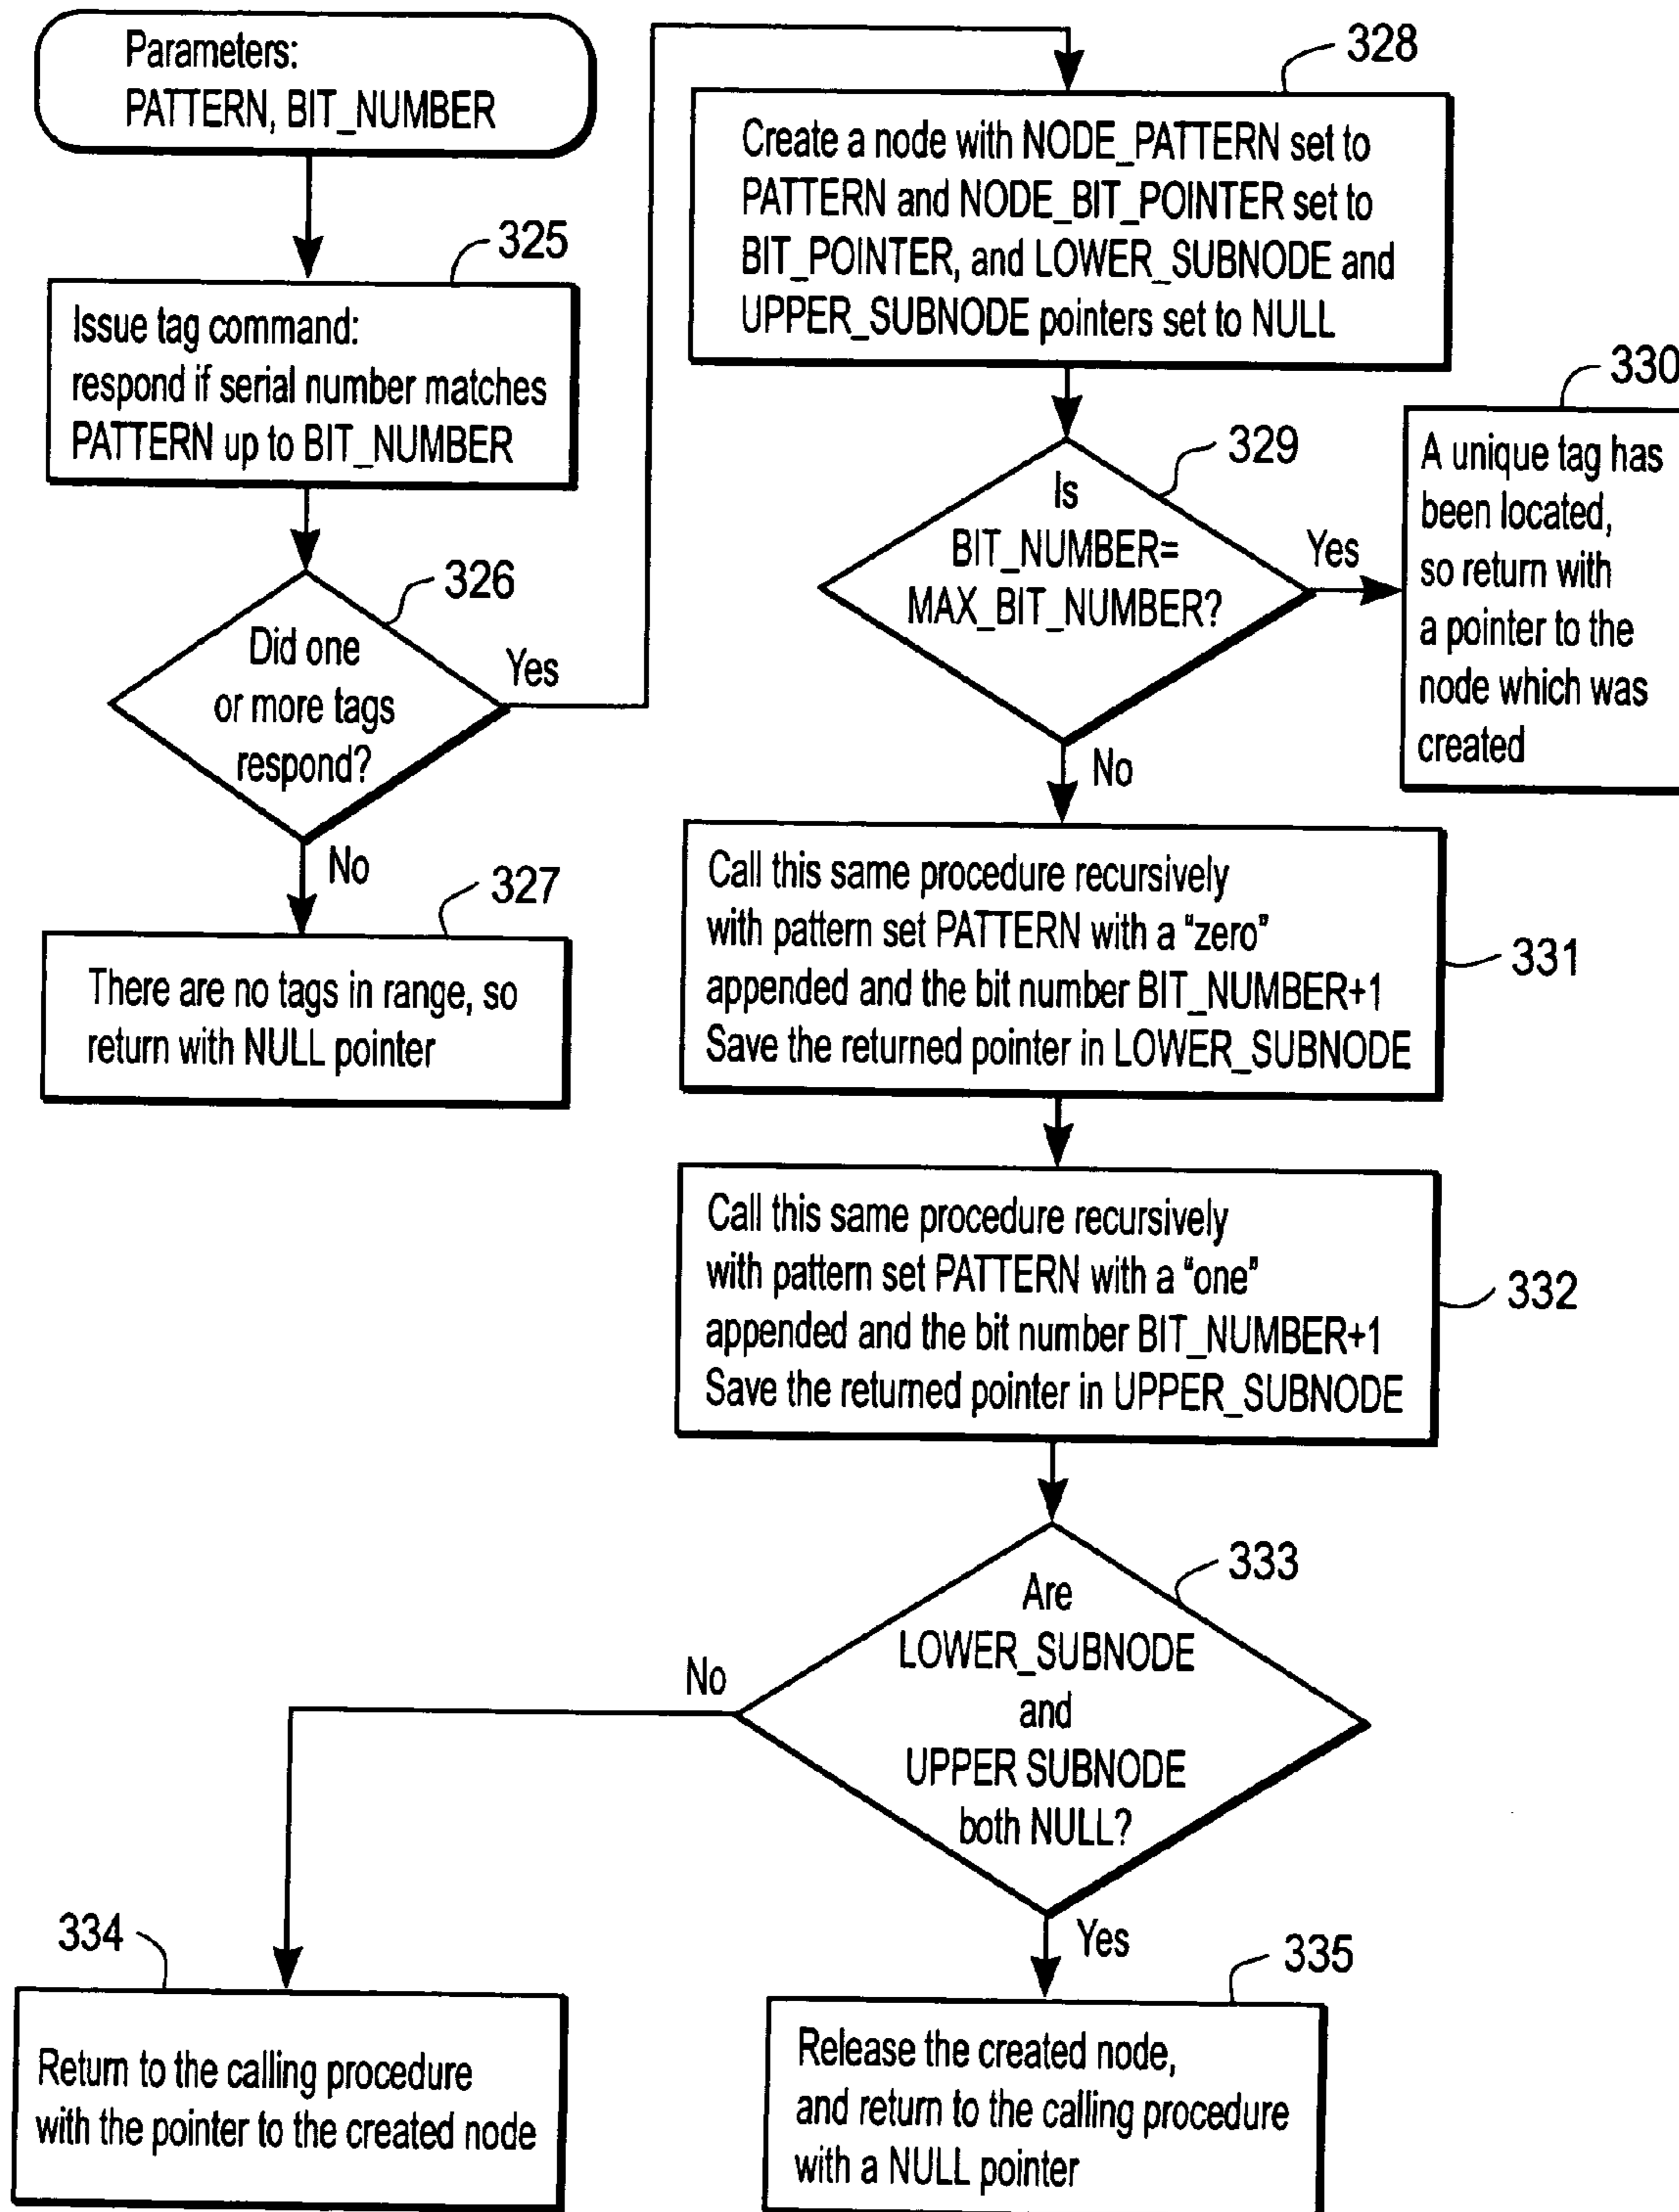 Parameters:
PATTERN, BIT_NUMBER
325
Issue tag command:
respond if serial number matches
PATTERN up to BIT_NUMBER
326
Did one
or more tags
respond?
Yes
No
327
There are no tags in range, so
return with NULL pointer
328
Create a node with NODE_PATTERN set to
PATTERN and NODE_BIT_POINTER set to
BIT_POINTER, and LOWER_SUBNODE and
UPPER_SUBNODE pointers set to NULL
329
Is
BIT_NUMBER=
MAX_BIT_NUMBER?
Yes
No
330
A unique tag has
been located,
so return with
a pointer to the
node which was
created
331
Call this same procedure recursively
with pattern set PATTERN with a "zero"
appended and the bit number BIT_NUMBER+1
Save the returned pointer in LOWER_SUBNODE
332
Call this same procedure recursively
with pattern set PATTERN with a "one"
appended and the bit number BIT_NUMBER+1
Save the returned pointer in UPPER_SUBNODE
333
Are
LOWER_SUBNODE
and
UPPER SUBNODE
both NULL?
No
Yes
334
Return to the calling procedure
with the pointer to the created node
335
Release the created node,
and return to the calling procedure
with a NULL pointer